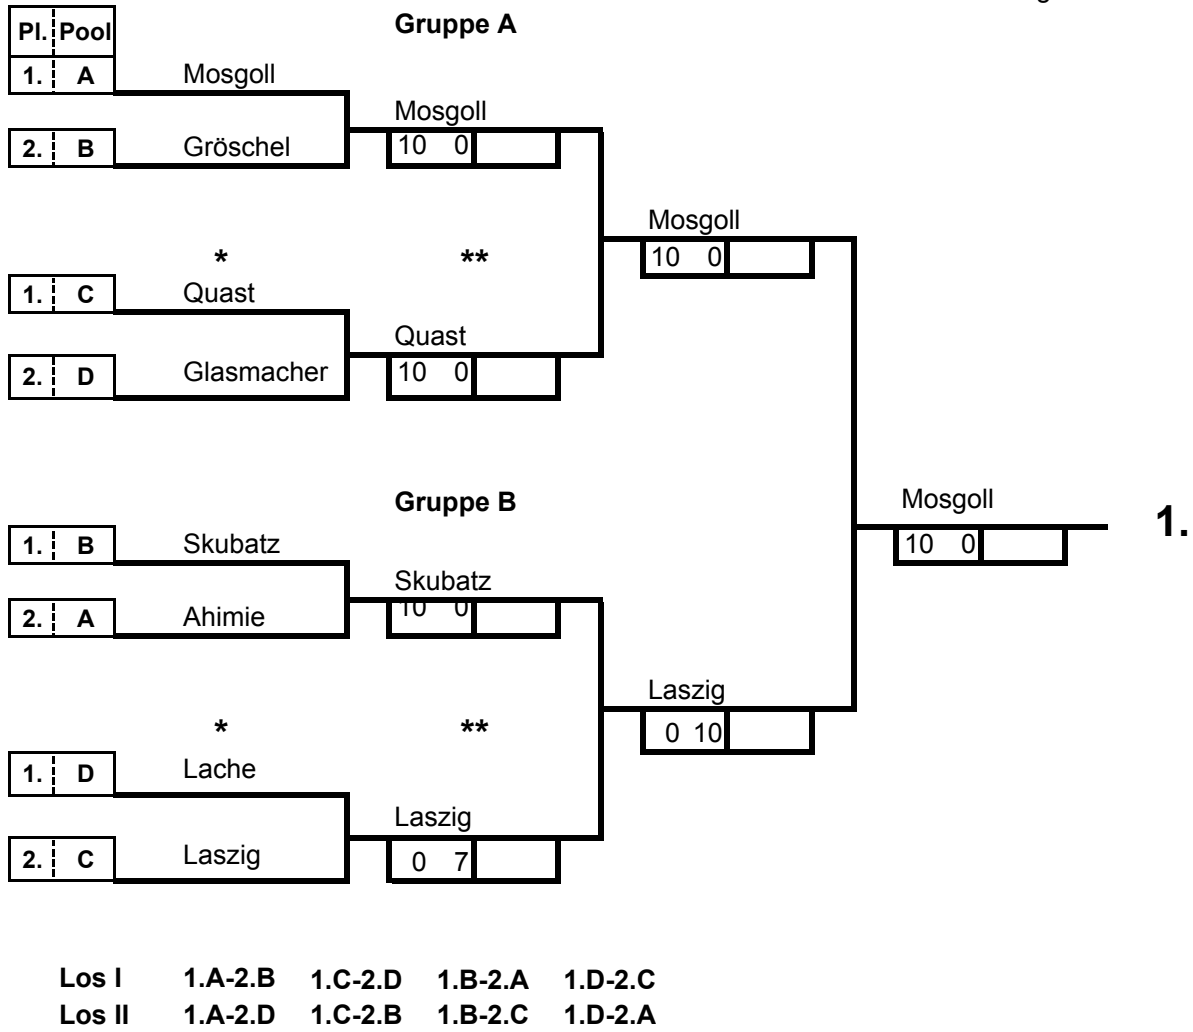 Pl. Pool Gruppe A
1. A Mosgoll
Mosgoll
2. B Gröschel 10 0
Mosgoll
* ** 10 0
1. C Quast
Quast
2. D Glasmacher 10 0
Gruppe B Mosgoll 1.
1. B Skubatz 10 0
Skubatz
2. A Ahimie 10 0
Laszig
* ** 0 10
1. D Lache
Laszig
2. C Laszig 0 7
Los I 1.A-2.B 1.C-2.D 1.B-2.A 1.D-2.C
Los II 1.A-2.D 1.C-2.B 1.B-2.C 1.D-2.A